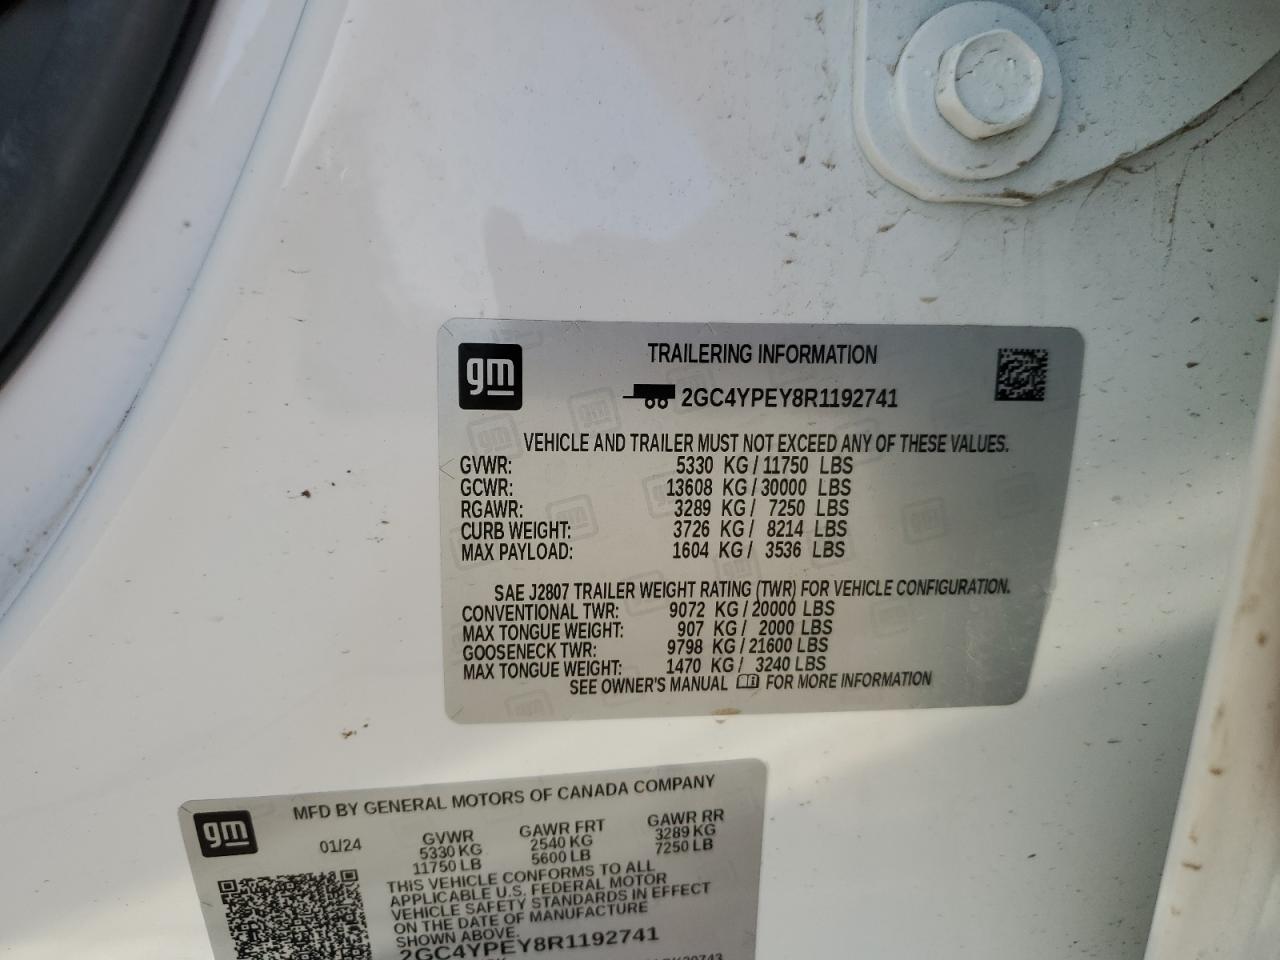 gm
TRAILERING INFORMATION
2GC4YPEY8R1192741
VEHICLE AND TRAILER MUST NOT EXCEED ANY OF THESE VALUES.
GVWR: 5330 KG / 11750 LBS
GCWR: 13608 KG / 30000 LBS
RGAWR: 3289 KG / 7250 LBS
CURB WEIGHT: 3726 KG / 8214 LBS
MAX PAYLOAD: 1604 KG / 3536 LBS
SAE J2807 TRAILER WEIGHT RATING (TWR) FOR VEHICLE CONFIGURATION.
CONVENTIONAL TWR: 9072 KG / 20000 LBS
MAX TONGUE WEIGHT: 907 KG / 2000 LBS
GOOSENECK TWR: 9798 KG / 21600 LBS
MAX TONGUE WEIGHT: 1470 KG / 3240 LBS
SEE OWNER'S MANUAL FOR MORE INFORMATION
gm
MFD BY GENERAL MOTORS OF CANADA COMPANY
01/24 GVWR GAWR FRT GAWR RR
5330 KG 2540 KG 3289 KG
11750 LB 5600 LB 7250 LB
THIS VEHICLE CONFORMS TO ALL
APPLICABLE U.S. FEDERAL MOTOR
VEHICLE SAFETY STANDARDS IN EFFECT
ON THE DATE OF MANUFACTURE
SHOWN ABOVE.
2GC4YPEY8R1192741